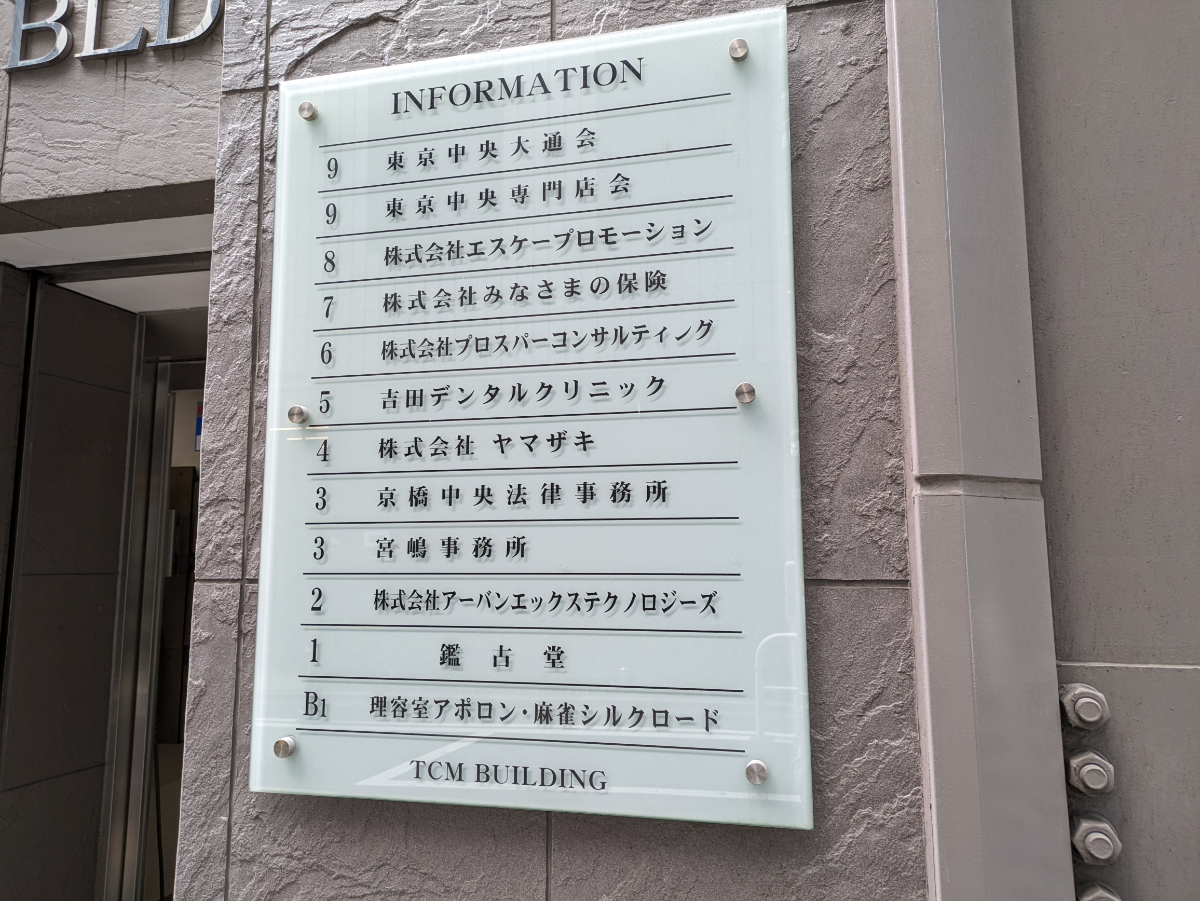 BLD
INFORMATION
9 東京中央大通会
9 東京中央専門店会
8 株式会社エスケープロモーション
7 株式会社みなさまの保険
6 株式会社プロスパーコンサルティング
5 吉田デンタルクリニック
4 株式会社 ヤマザキ
3 京橋中央法律事務所
3 宮嶋事務所
2 株式会社アーバンエックステクノロジーズ
1 鑑古堂
B1 理容室アポロン・麻雀シルクロード
TCM BUILDING